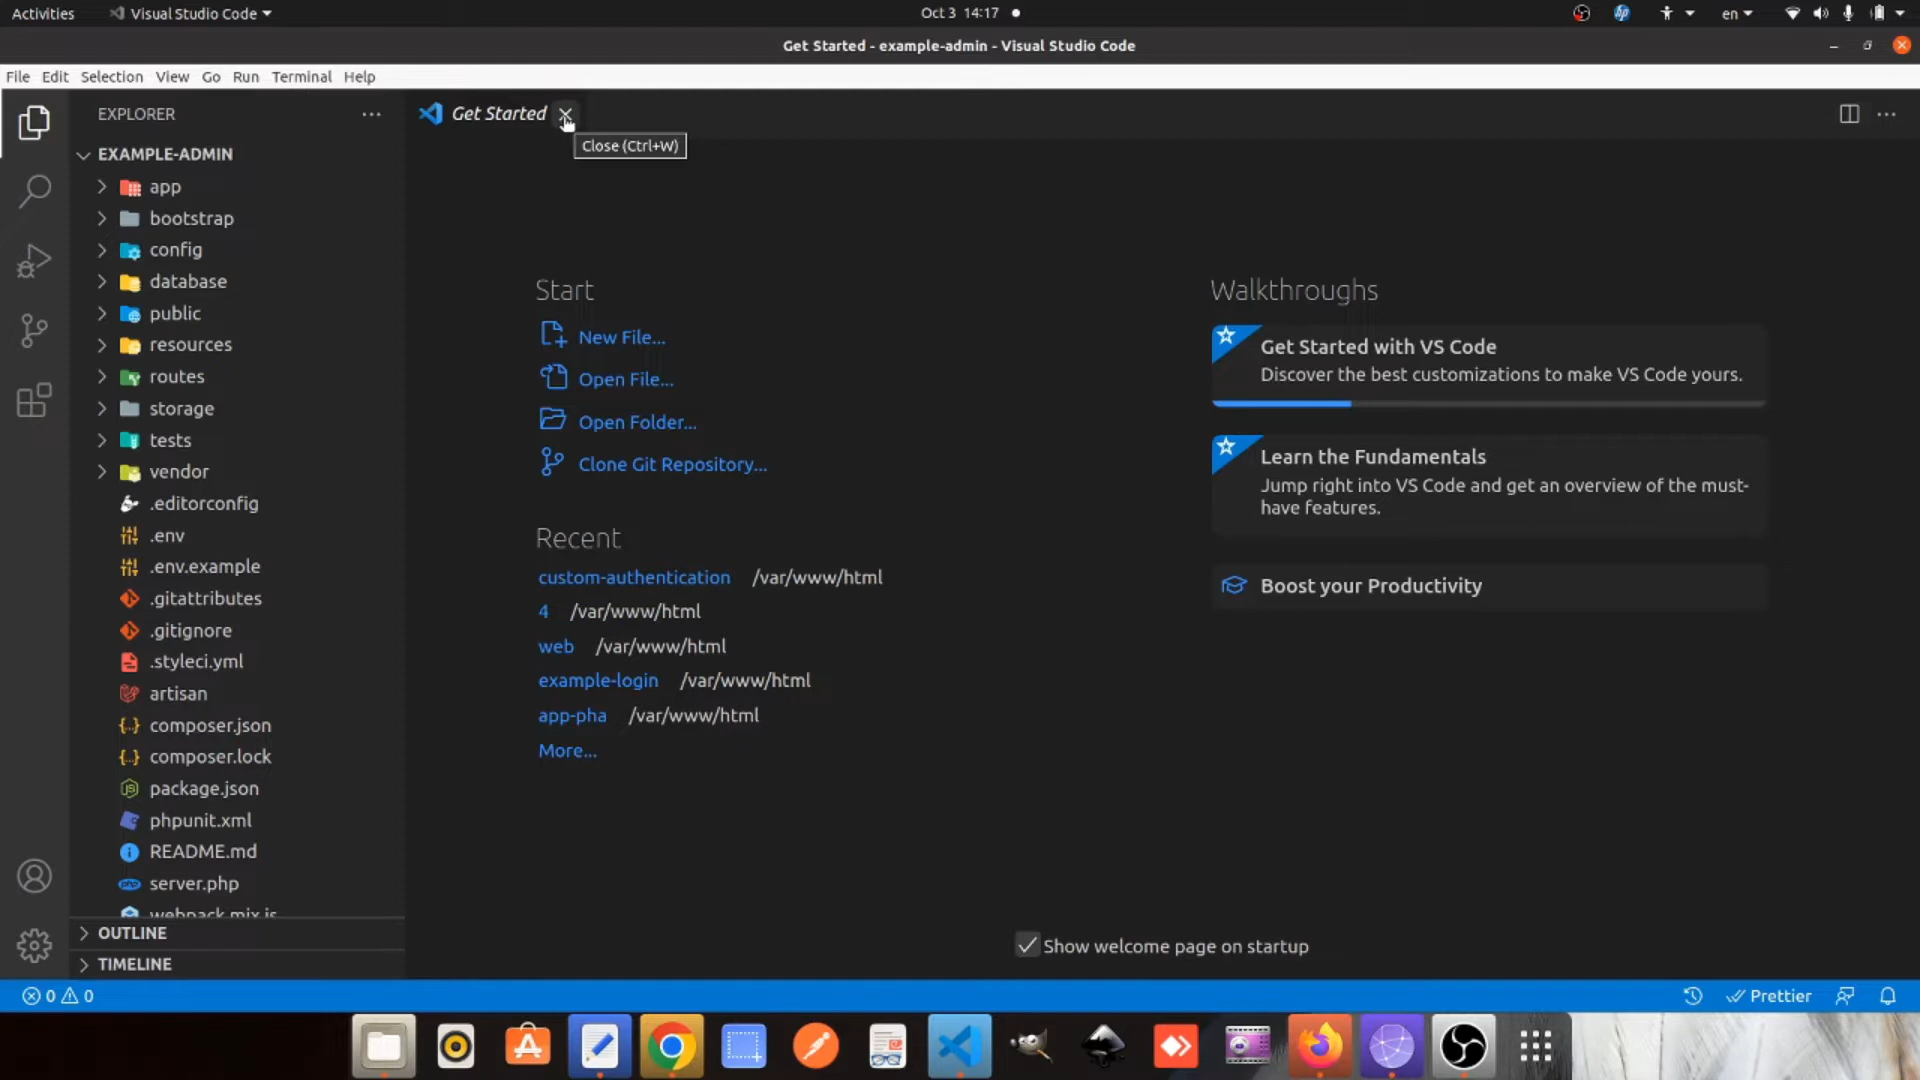 Activities
Visual Studio Code
Oct 3 14:17
en
Get Started - example-admin - Visual Studio Code
File Edit Selection View Go Run Terminal Help
EXPLORER
Get Started
Close (Ctrl+W)
EXAMPLE-ADMIN
app
bootstrap
config
database
public
resources
routes
storage
tests
vendor
.editorconfig
.env
.env.example
.gitattributes
.gitignore
.styleci.yml
artisan
composer.json
composer.lock
package.json
phpunit.xml
README.md
server.php
webpack.mix.js
OUTLINE
TIMELINE
Start
New File...
Open File...
Open Folder...
Clone Git Repository...
Recent
custom-authentication /var/www/html
4 /var/www/html
web /var/www/html
example-login /var/www/html
app-pha /var/www/html
More...
Walkthroughs
Get Started with VS Code
Discover the best customizations to make VS Code yours.
Learn the Fundamentals
Jump right into VS Code and get an overview of the must-
have features.
Boost your Productivity
Show welcome page on startup
0 0
Prettier